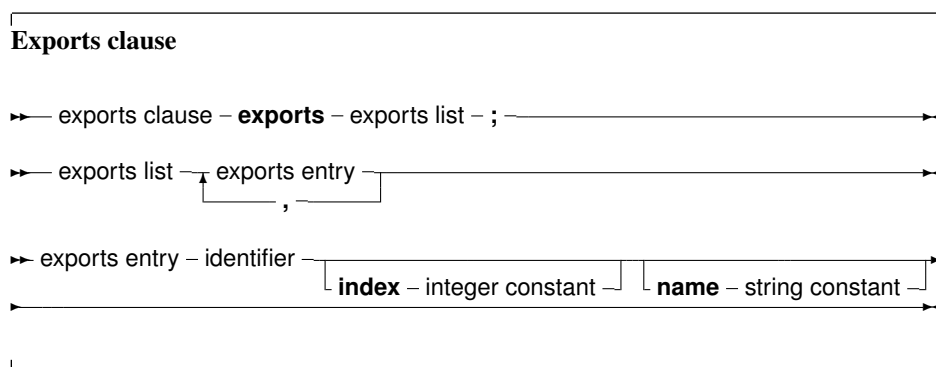 Exports clause
exports clause – exports – exports list – ;
exports list exports entry
,
exports entry – identifier
index – integer constant name – string constant